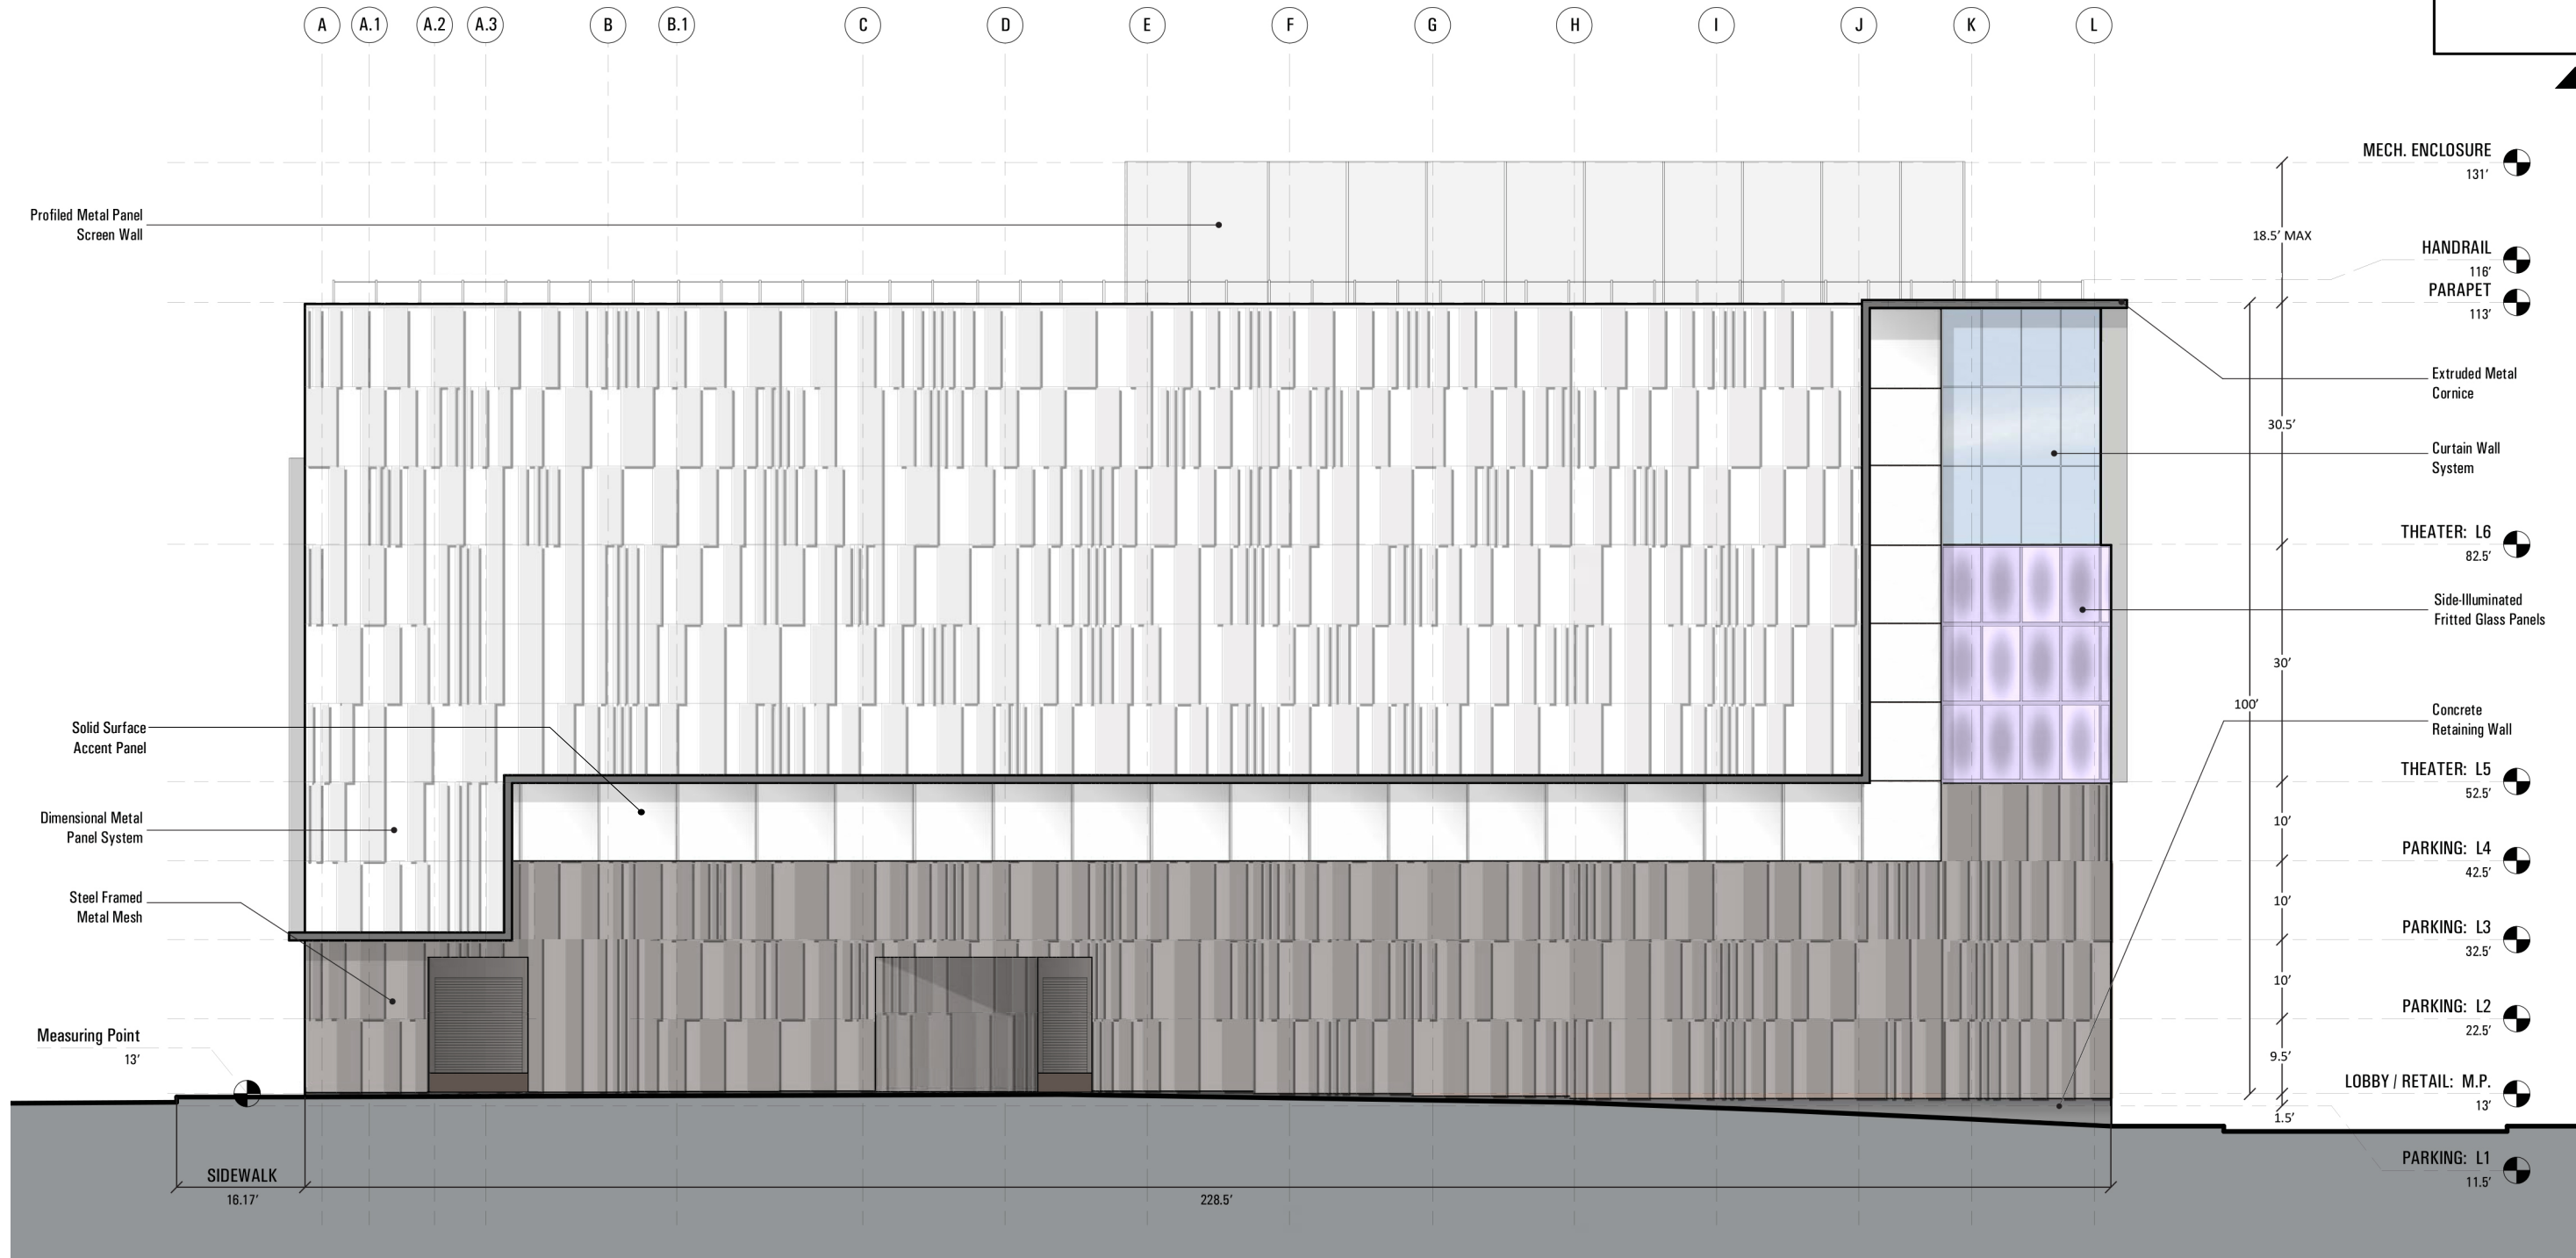 A A.1 A.2 A.3 B B.1 C D E F G H I J K L
MECH. ENCLOSURE
131'
Profiled Metal Panel
Screen Wall
18.5' MAX
HANDRAIL
116'
PARAPET
113'
Extruded Metal
Cornice
30.5'
Curtain Wall
System
THEATER: L6
82.5'
Side-Illuminated
Fritted Glass Panels
30'
100'
Concrete
Retaining Wall
Solid Surface
Accent Panel
THEATER: L5
52.5'
Dimensional Metal
Panel System
10'
PARKING: L4
42.5'
Steel Framed
Metal Mesh
10'
PARKING: L3
32.5'
10'
PARKING: L2
22.5'
Measuring Point
13'
9.5'
LOBBY / RETAIL: M.P.
13'
1.5'
PARKING: L1
11.5'
SIDEWALK
16.17'
228.5'